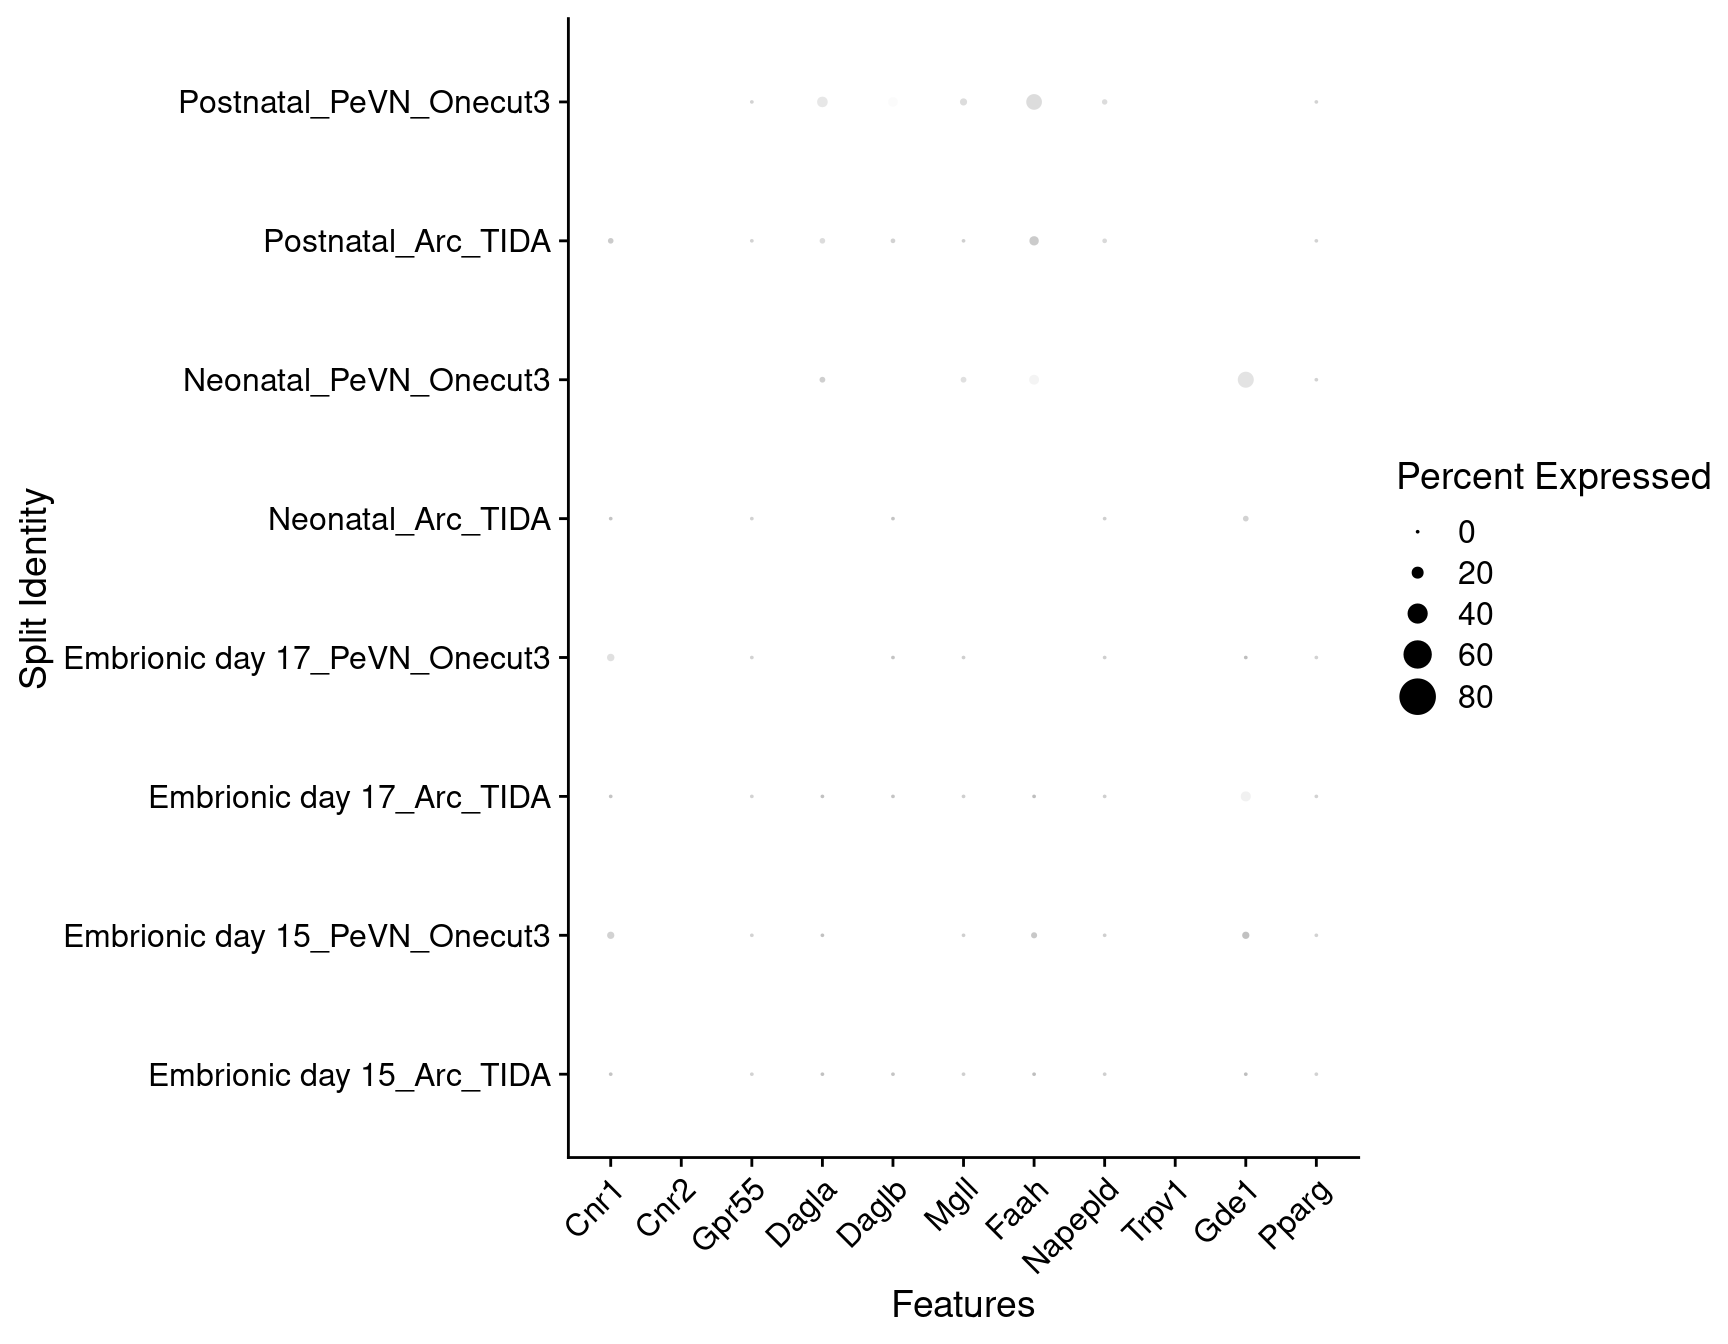 Postnatal_PeVN_Onecut3
Postnatal_Arc_TIDA
Neonatal_PeVN_Onecut3
Neonatal_Arc_TIDA
Embrionic day 17_PeVN_Onecut3
Embrionic day 17_Arc_TIDA
Embrionic day 15_PeVN_Onecut3
Embrionic day 15_Arc_TIDA
Split Identity
Cnr1
Cnr2
Gpr55
Dagla
Daglb
Mgll
Faah
Napepld
Trpv1
Gde1
Pparg
Features
Percent Expressed
0
20
40
60
80